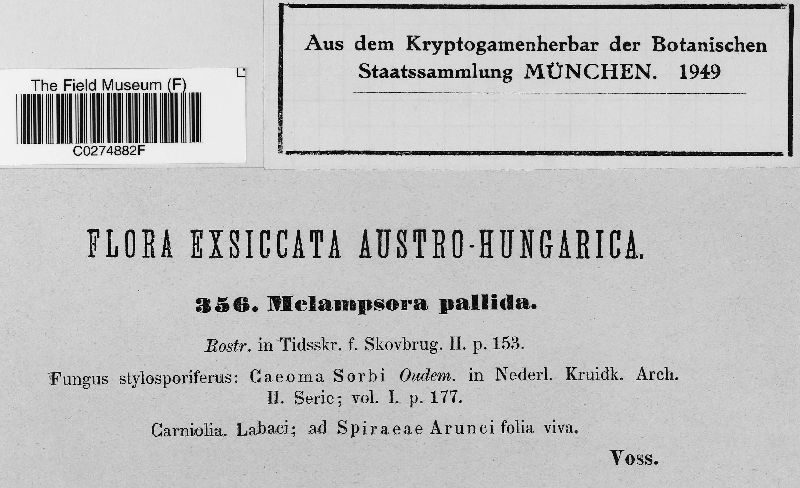 Aus dem Kryptogamenherbar der Botanischen
Staatssammlung MÜNCHEN. 1949
The Field Museum (F)
C0274882F
FLORA EXSICCATA AUSTRO-HUNGARICA.
356. Melampsora pallida.
Rostr. in Tidsskr. f. Skovbrug. II. p. 153.
Fungus stylosporiferus: Caeoma Sorbi Oudem. in Nederl. Kruidk. Arch.
II. Serie; vol. I. p. 177.
Carniolia. Labaci; ad Spiraeae Arunci folia viva.
Voss.